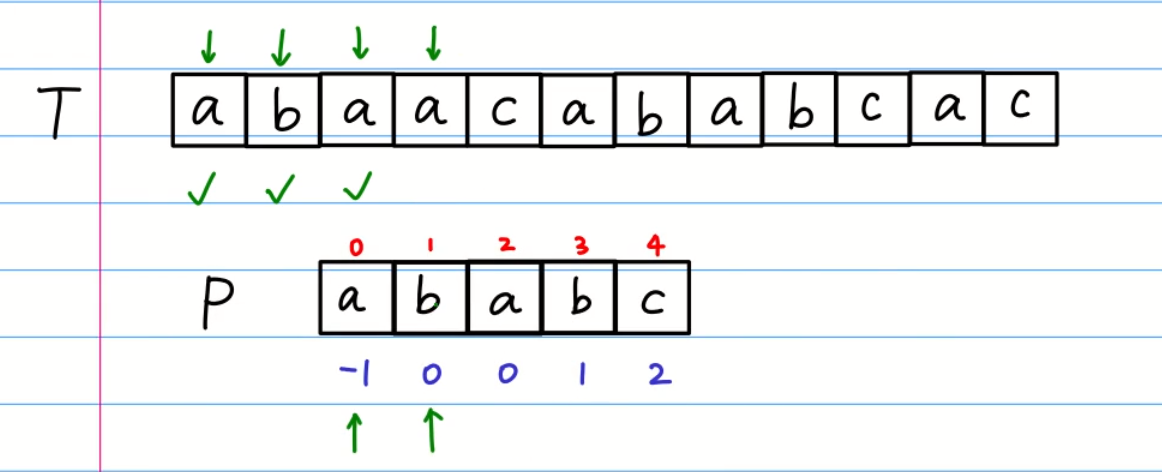 ↓ ↓ ↓ ↓
T a b a a c a b a b c a c
✓ ✓ ✓
0 1 2 3 4
P a b a b c
-1 0 0 1 2
↑ ↑